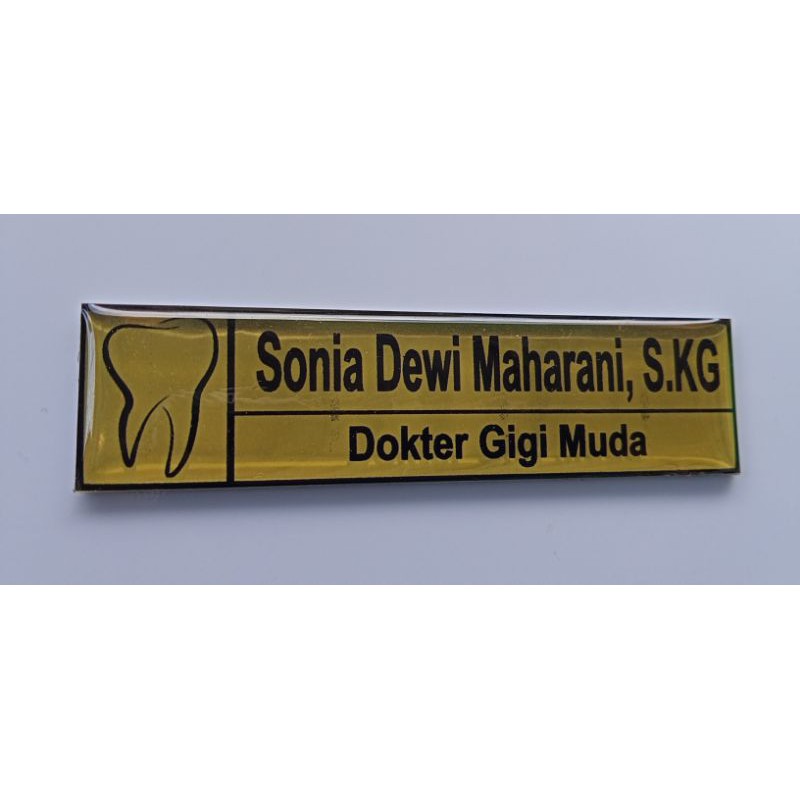 Sonia Dewi Maharani, S.KG
Dokter Gigi Muda